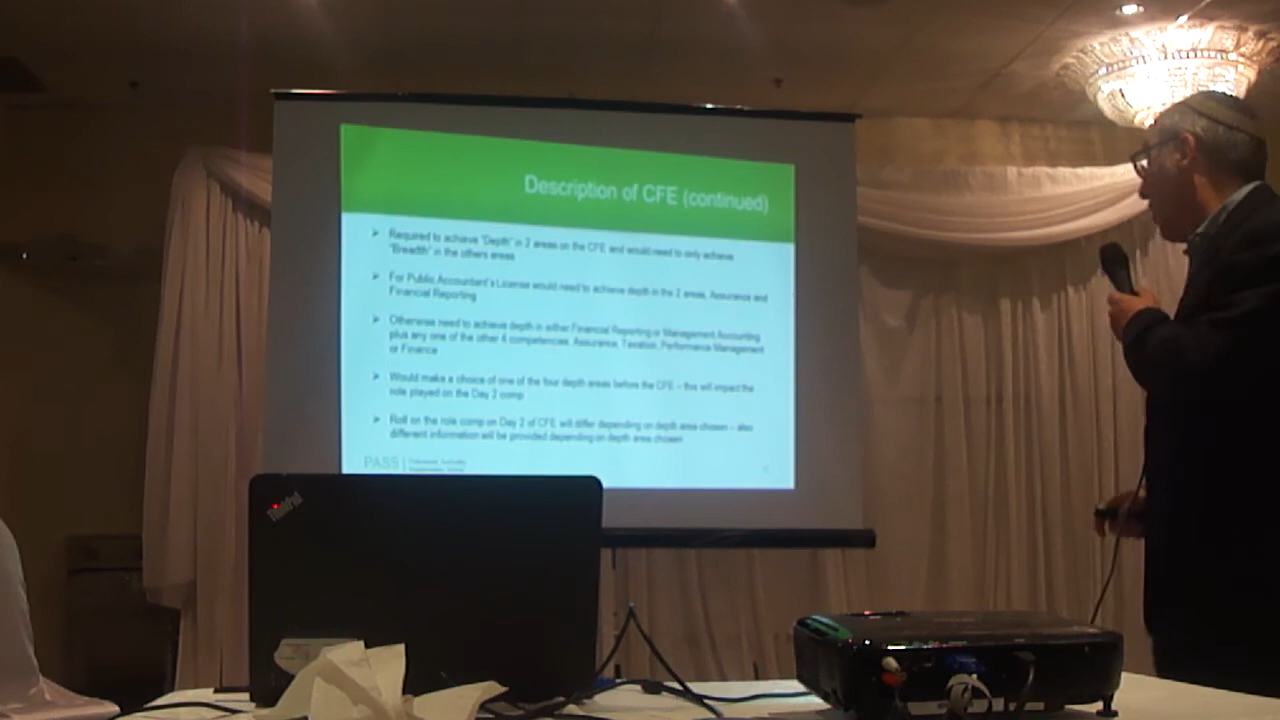 Description of CFE (continued)
➢ Required to achieve "Depth" in 2 areas on the CFE and would need to only achieve
"Breadth" in the others areas
➢ For Public Accountant's License would need to achieve depth in the 2 areas, Assurance and
Financial Reporting
➢ Otherwise need to achieve depth in either Financial Reporting or Management Accounting
plus any one of the other 4 competencies: Assurance, Taxation, Performance Management
or Finance
➢ Would make a choice of one of the four depth areas before the CFE – this will impact the
role played on the Day 2 comp
➢ Roll on the role comp on Day 2 of CFE will differ depending on depth area chosen – also
different information will be provided depending on depth area chosen
PASS
ThinkPad